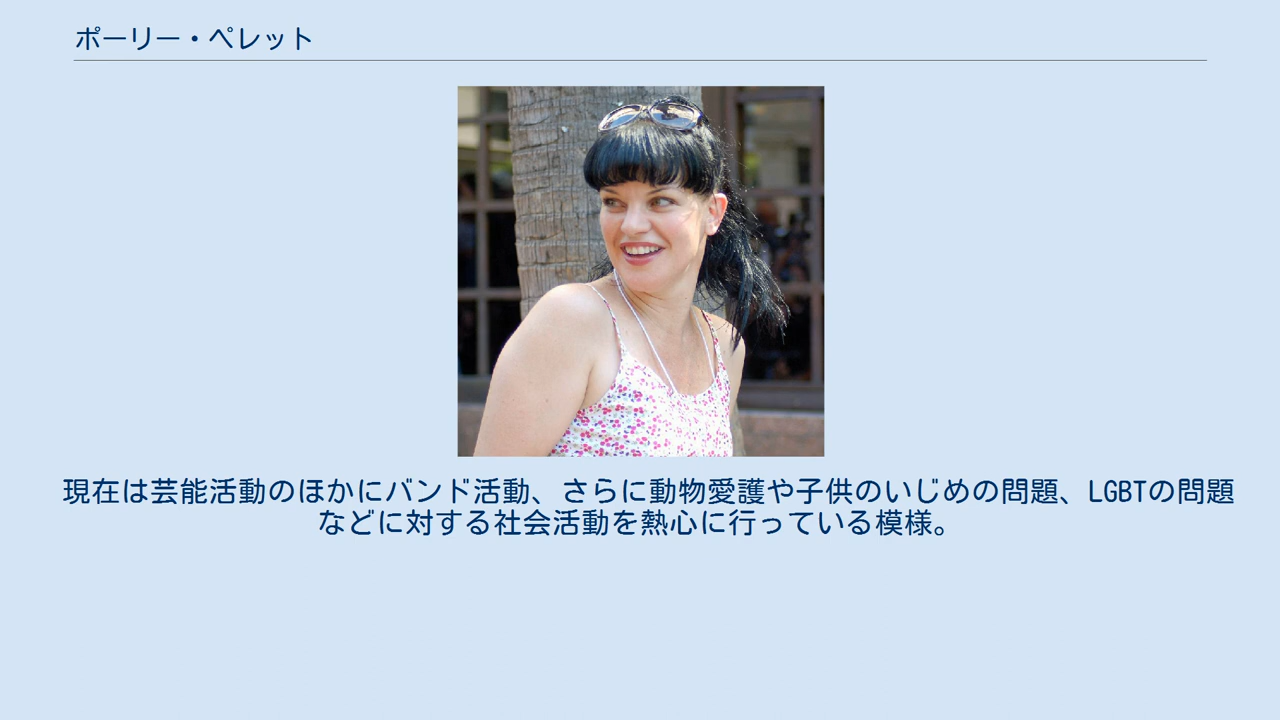 ポーリー・ペレット
現在は芸能活動のほかにバンド活動、さらに動物愛護や子供のいじめの問題、LGBTの問題
などに対する社会活動を熱心に行っている模様。